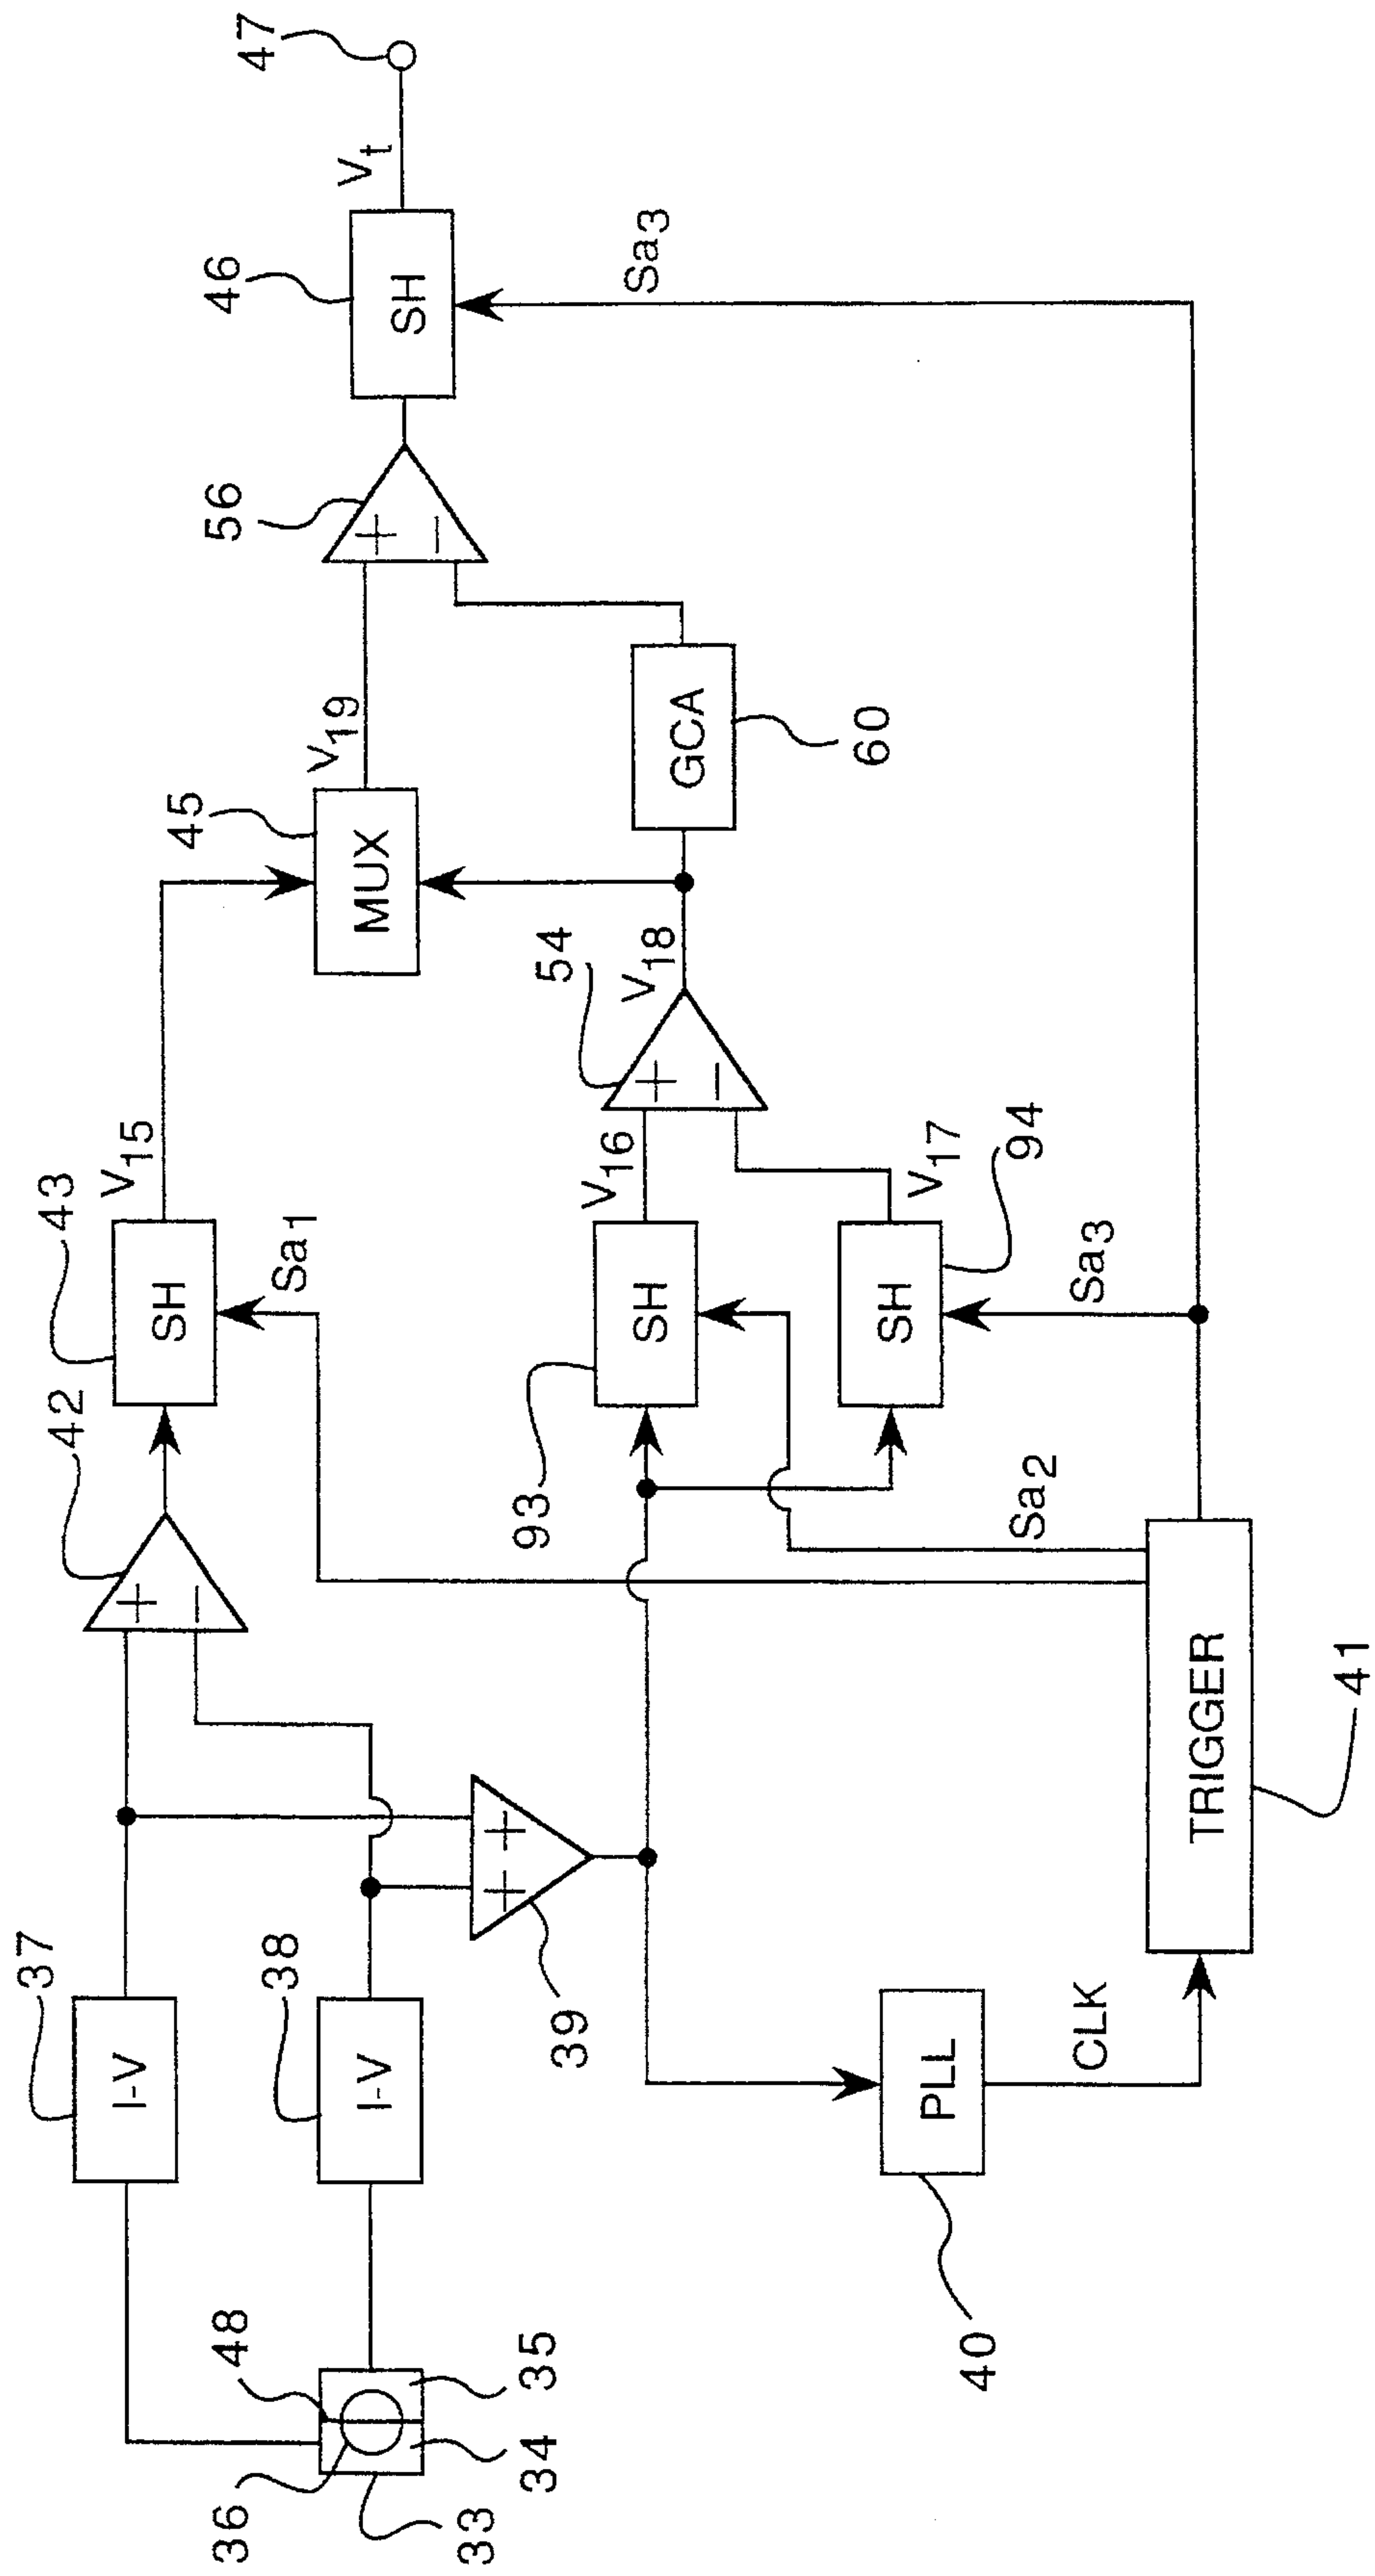 47
Vt
46
SH
Sa3
56
+
−
V19
45
MUX
GCA
60
54
V18
+
−
V15
43
SH
Sa1
V16
V17
94
93
SH
SH
Sa3
Sa2
42
+
−
TRIGGER
41
37
I-V
38
I-V
+
+
39
PLL
CLK
40
48
35
36
34
33